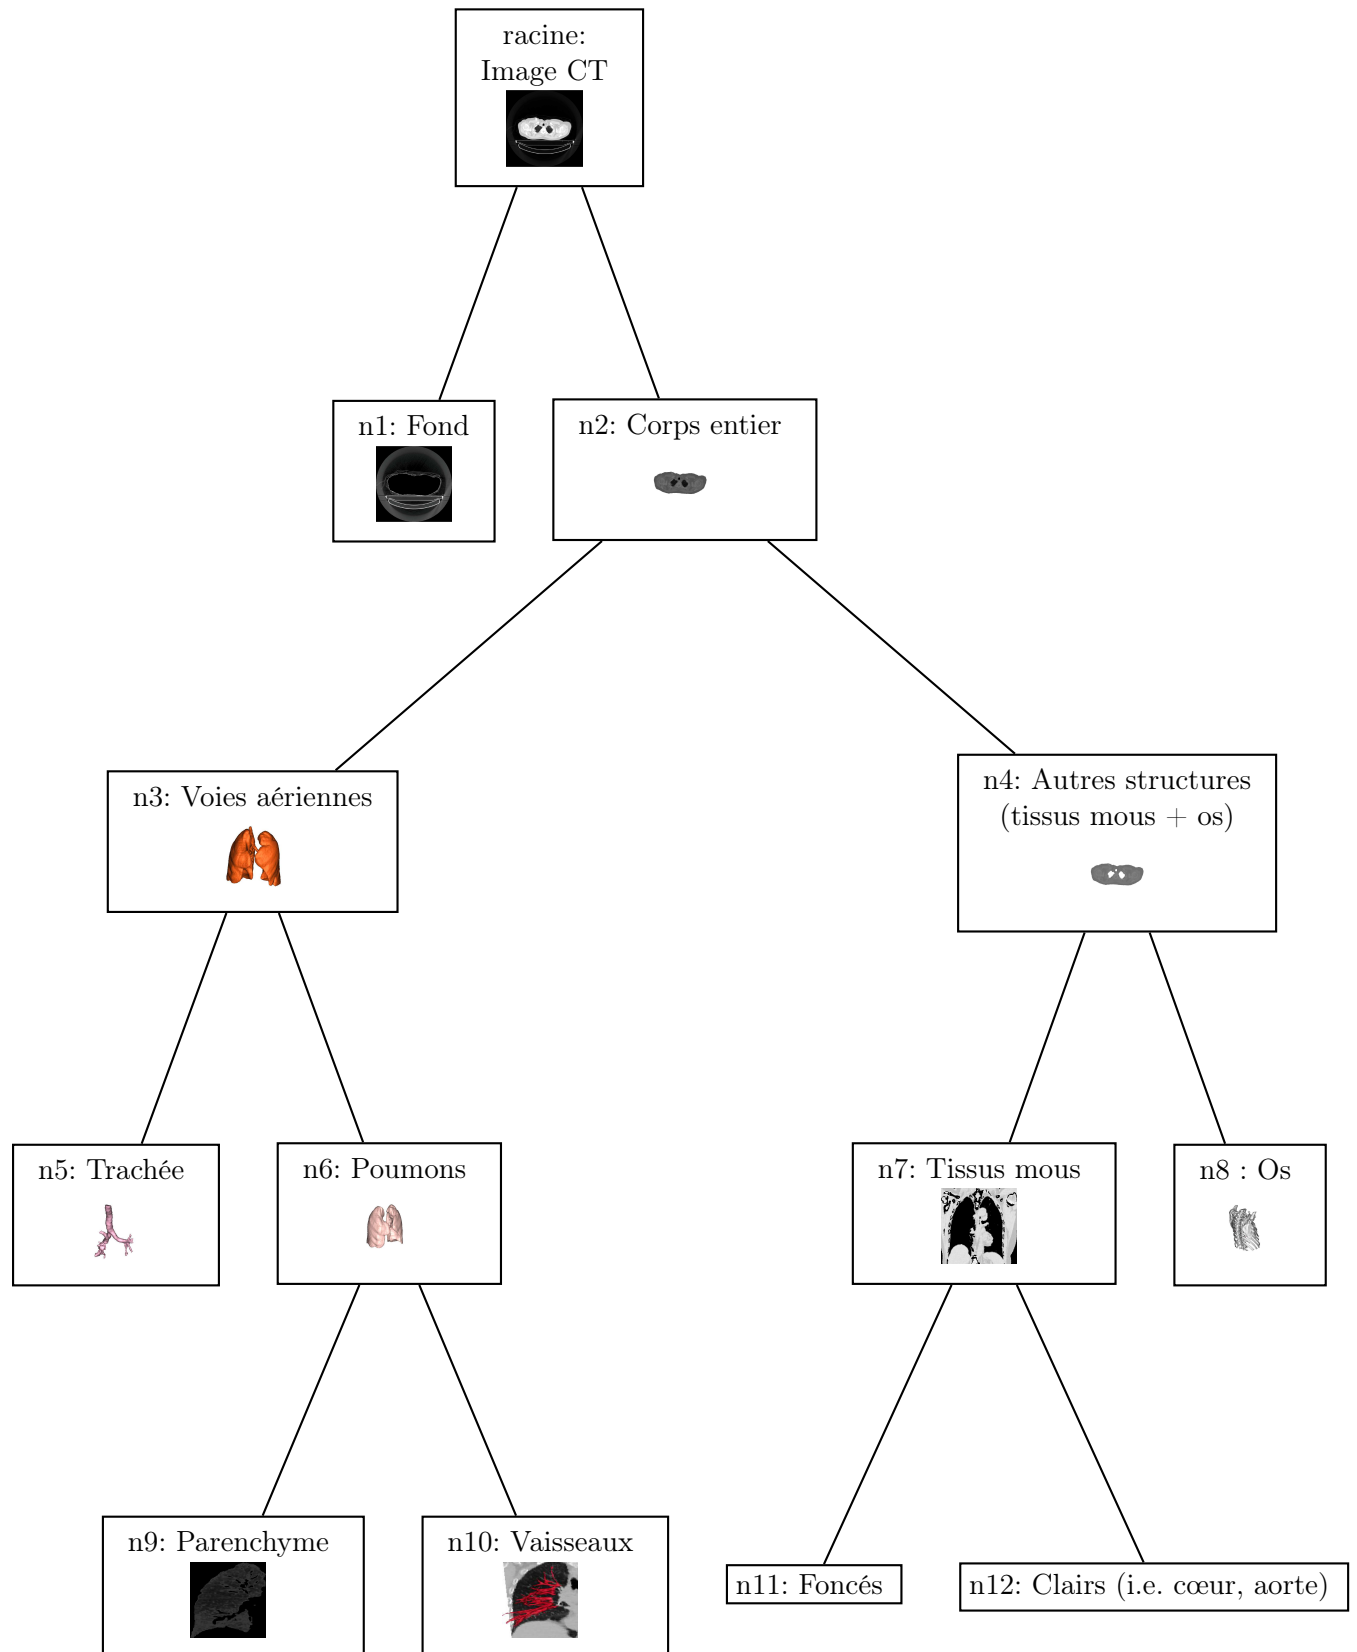 racine:
Image CT
n1: Fond
n2: Corps entier
n3: Voies aériennes
n4: Autres structures
(tissus mous + os)
n5: Trachée
n6: Poumons
n7: Tissus mous
n8 : Os
n9: Parenchyme
n10: Vaisseaux
n11: Foncés
n12: Clairs (i.e. cœur, aorte)